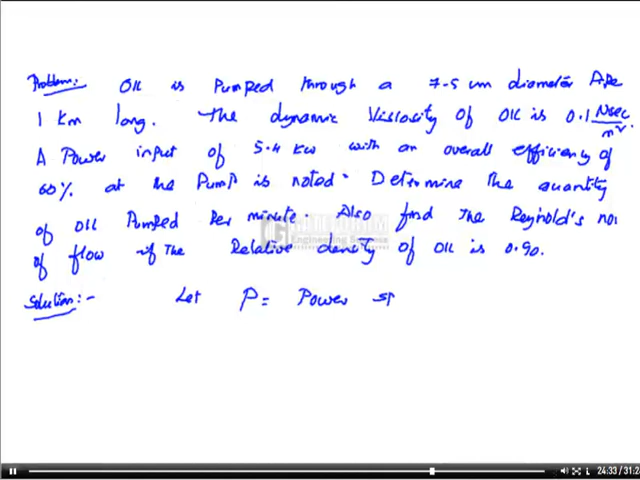 Problem:- Oil is Pumped through a 7.5 cm diameter Pipe
1 Km long. The dynamic Viscosity of Oil is 0.1 Nsec/m².
A Power input of 5.4 KW with an overall efficiency of
60% at the Pump is noted. Determine the quantity
of Oil Pumped Per minute. Also find the Reynold's no.
of flow if The Relative density of Oil is 0.90.
Solution:- Let P = Power sp
Engineering Success
24:33 / 31:2